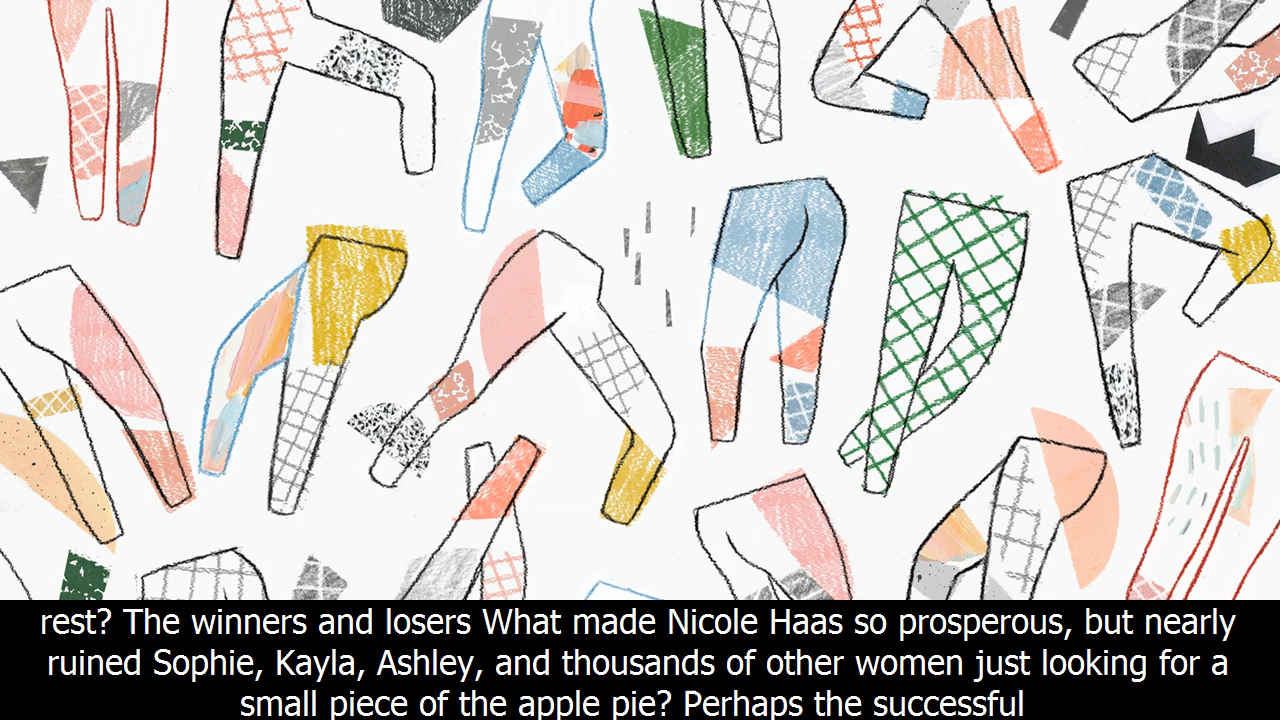 rest? The winners and losers What made Nicole Haas so prosperous, but nearly
ruined Sophie, Kayla, Ashley, and thousands of other women just looking for a
small piece of the apple pie? Perhaps the successful